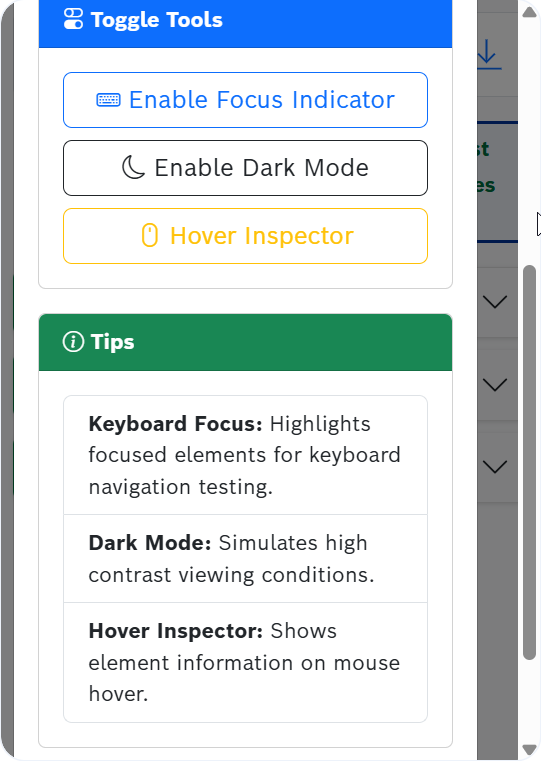 Toggle Tools
Enable Focus Indicator
Enable Dark Mode
Hover Inspector
st
es
Tips
Keyboard Focus: Highlights
focused elements for keyboard
navigation testing.
Dark Mode: Simulates high
contrast viewing conditions.
Hover Inspector: Shows
element information on mouse
hover.